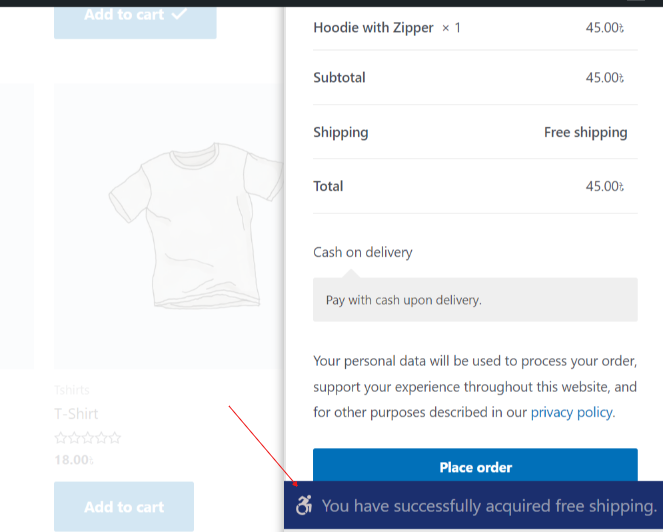 Add to cart
Hoodie with Zipper × 1 45.00৳
Subtotal 45.00৳
Shipping Free shipping
Total 45.00৳
Cash on delivery
Pay with cash upon delivery.
Your personal data will be used to process your order,
support your experience throughout this website, and
for other purposes described in our privacy policy.
Place order
You have successfully acquired free shipping.
Tshirts
T-Shirt
18.00৳
Add to cart